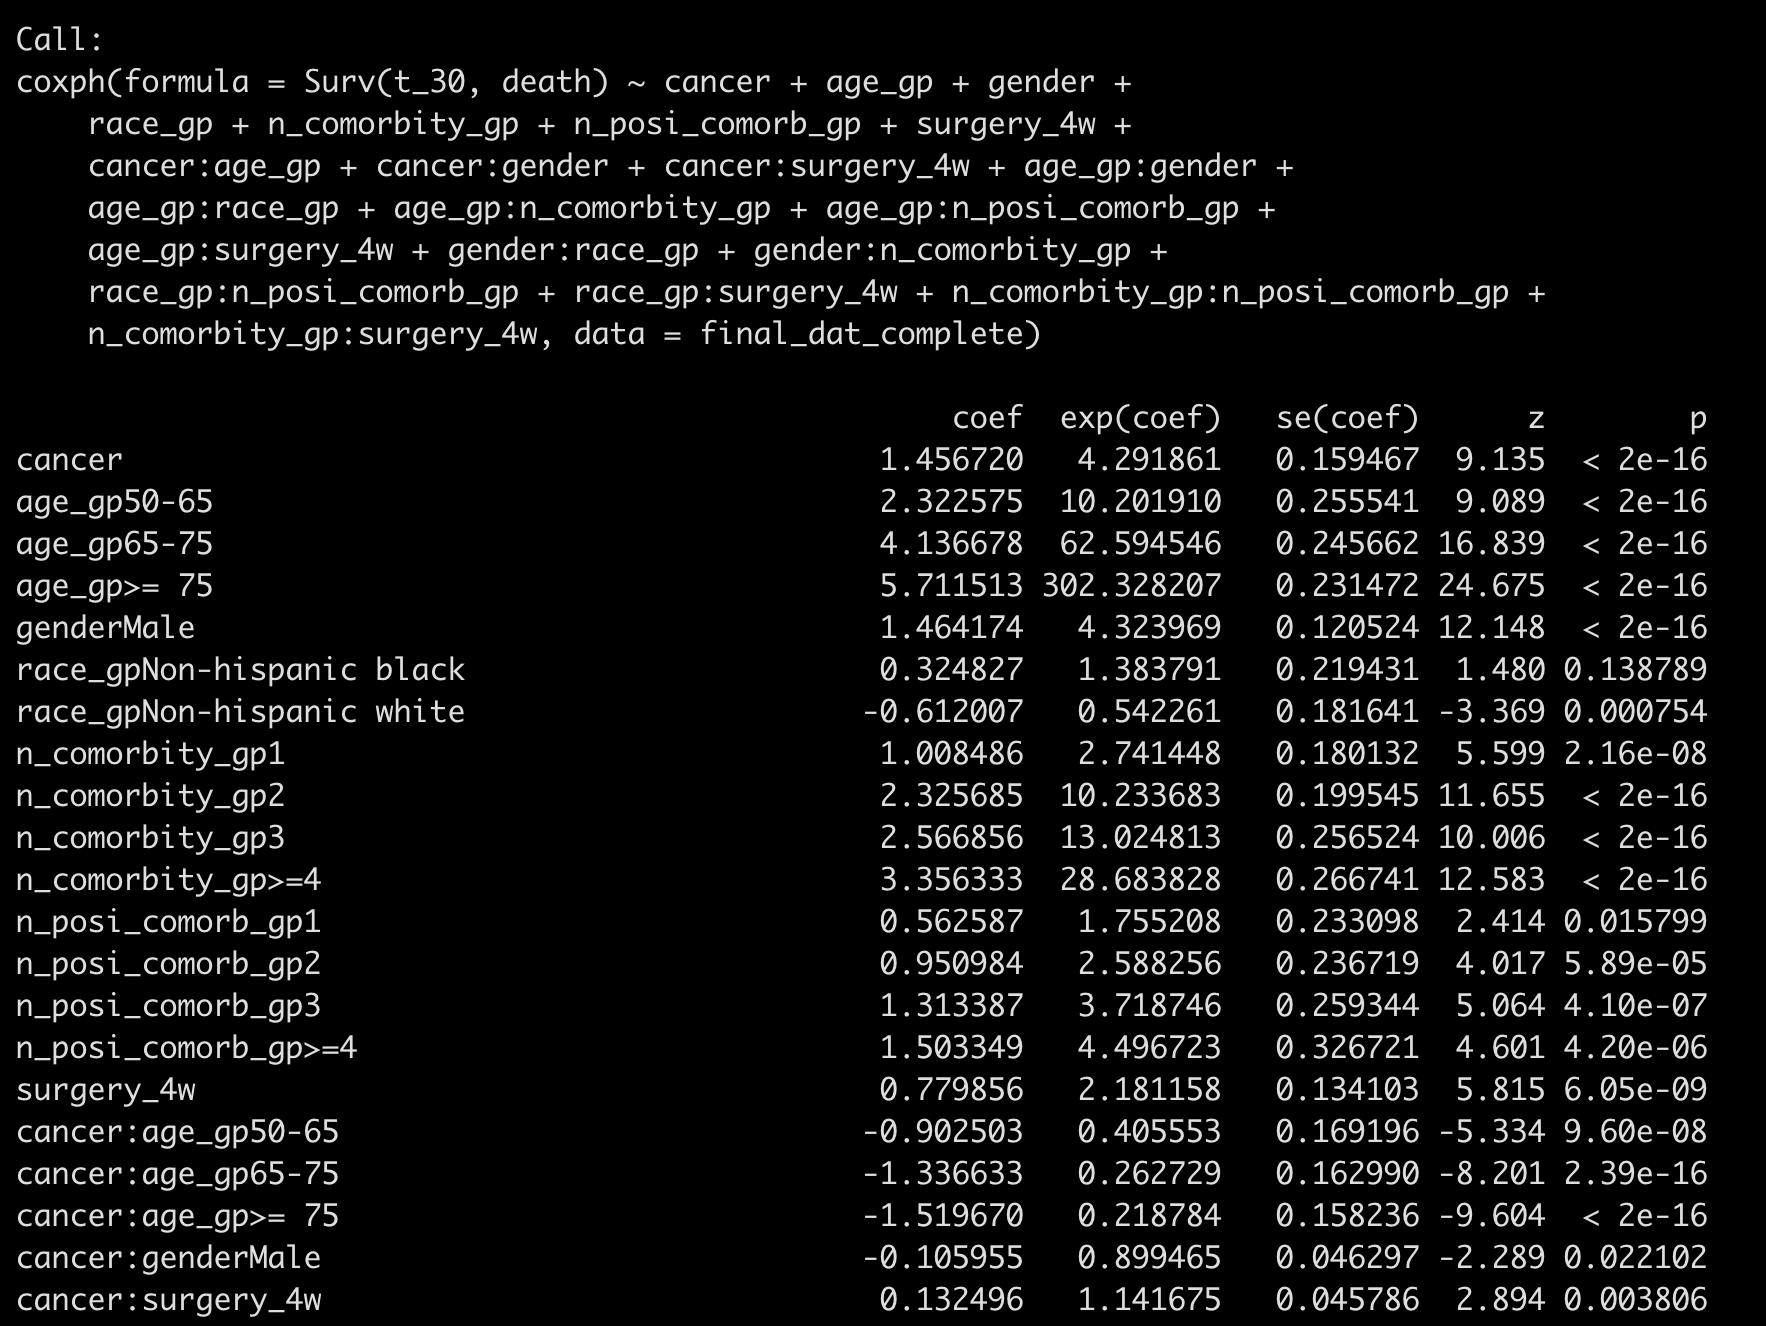 Call:
coxph(formula = Surv(t_30, death) ~ cancer + age_gp + gender +
    race_gp + n_comorbity_gp + n_posi_comorb_gp + surgery_4w +
    cancer:age_gp + cancer:gender + cancer:surgery_4w + age_gp:gender +
    age_gp:race_gp + age_gp:n_comorbity_gp + age_gp:n_posi_comorb_gp +
    age_gp:surgery_4w + gender:race_gp + gender:n_comorbity_gp +
    race_gp:n_posi_comorb_gp + race_gp:surgery_4w + n_comorbity_gp:n_posi_comorb_gp +
    n_comorbity_gp:surgery_4w, data = final_dat_complete)
coef exp(coef) se(coef) z p
cancer 1.456720 4.291861 0.159467 9.135 < 2e-16
age_gp50-65 2.322575 10.201910 0.255541 9.089 < 2e-16
age_gp65-75 4.136678 62.594546 0.245662 16.839 < 2e-16
age_gp>= 75 5.711513 302.328207 0.231472 24.675 < 2e-16
genderMale 1.464174 4.323969 0.120524 12.148 < 2e-16
race_gpNon-hispanic black 0.324827 1.383791 0.219431 1.480 0.138789
race_gpNon-hispanic white -0.612007 0.542261 0.181641 -3.369 0.000754
n_comorbity_gp1 1.008486 2.741448 0.180132 5.599 2.16e-08
n_comorbity_gp2 2.325685 10.233683 0.199545 11.655 < 2e-16
n_comorbity_gp3 2.566856 13.024813 0.256524 10.006 < 2e-16
n_comorbity_gp>=4 3.356333 28.683828 0.266741 12.583 < 2e-16
n_posi_comorb_gp1 0.562587 1.755208 0.233098 2.414 0.015799
n_posi_comorb_gp2 0.950984 2.588256 0.236719 4.017 5.89e-05
n_posi_comorb_gp3 1.313387 3.718746 0.259344 5.064 4.10e-07
n_posi_comorb_gp>=4 1.503349 4.496723 0.326721 4.601 4.20e-06
surgery_4w 0.779856 2.181158 0.134103 5.815 6.05e-09
cancer:age_gp50-65 -0.902503 0.405553 0.169196 -5.334 9.60e-08
cancer:age_gp65-75 -1.336633 0.262729 0.162990 -8.201 2.39e-16
cancer:age_gp>= 75 -1.519670 0.218784 0.158236 -9.604 < 2e-16
cancer:genderMale -0.105955 0.899465 0.046297 -2.289 0.022102
cancer:surgery_4w 0.132496 1.141675 0.045786 2.894 0.003806